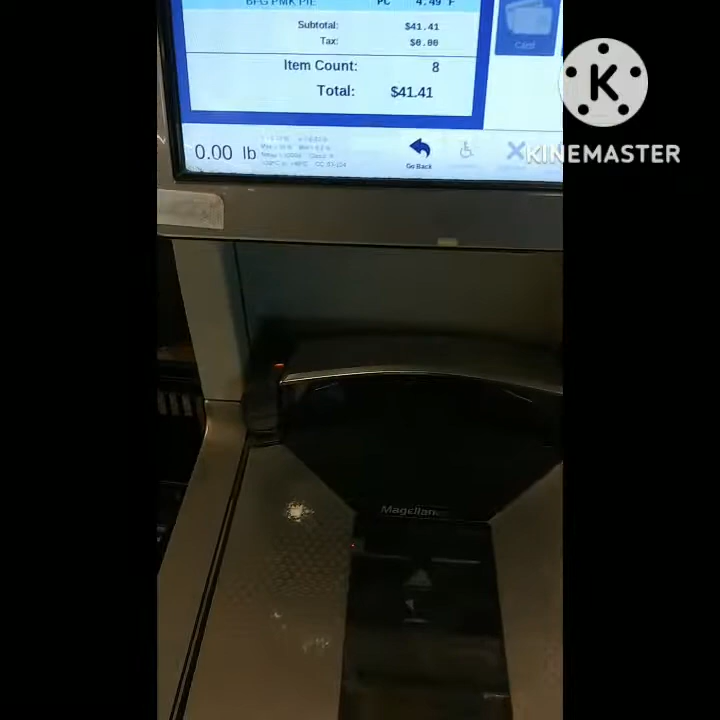 BFG PMK PIE PC 4.49 F
Subtotal: $41.41
Tax: $0.00
Item Count: 8
Total: $41.41
Card
0.00 lb
Go Back
KINEMASTER
Magellan